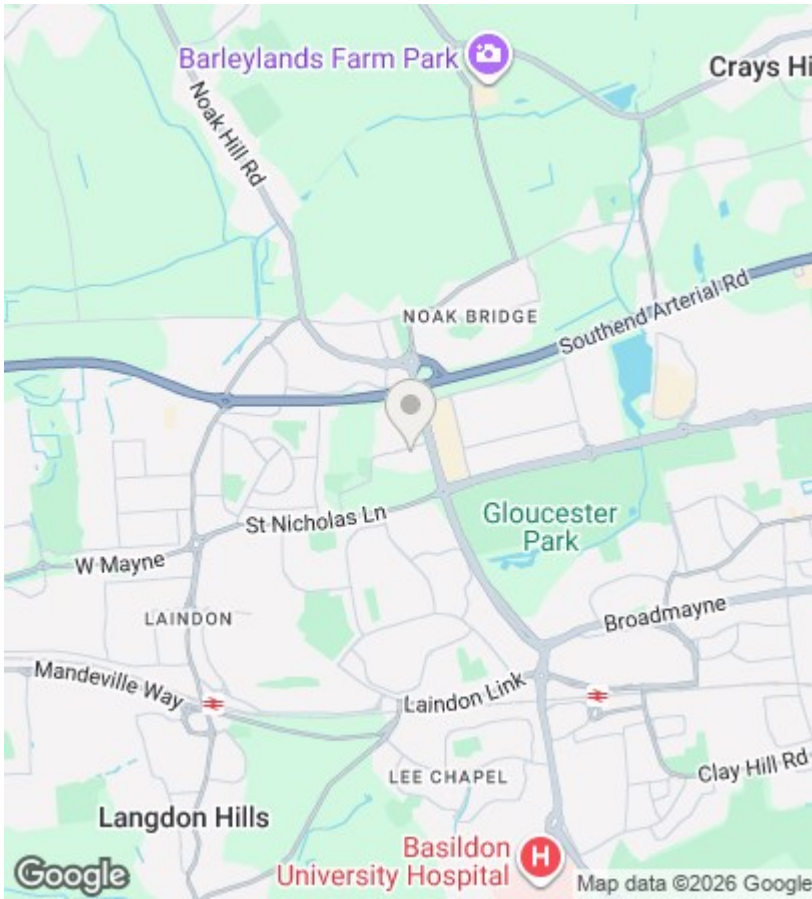 Barleylands Farm Park
Crays Hi
Noak Hill Rd
NOAK BRIDGE
Southend Arterial Rd
St Nicholas Ln
Gloucester
Park
W Mayne
LAINDON
Broadmayne
Mandeville Way
Laindon Link
Clay Hill Rd
LEE CHAPEL
Langdon Hills
Basildon
University Hospital
H
Google
Map data ©2026 Google